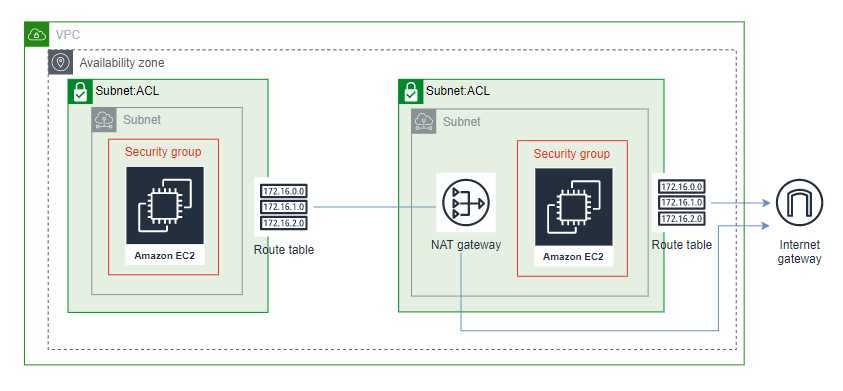 VPC
Availability zone
Subnet:ACL
Subnet
Security group
Amazon EC2
172.16.0.0
172.16.1.0
172.16.2.0
Route table
Subnet:ACL
Subnet
NAT gateway
Security group
Amazon EC2
172.16.0.0
172.16.1.0
172.16.2.0
Route table
Internet
gateway